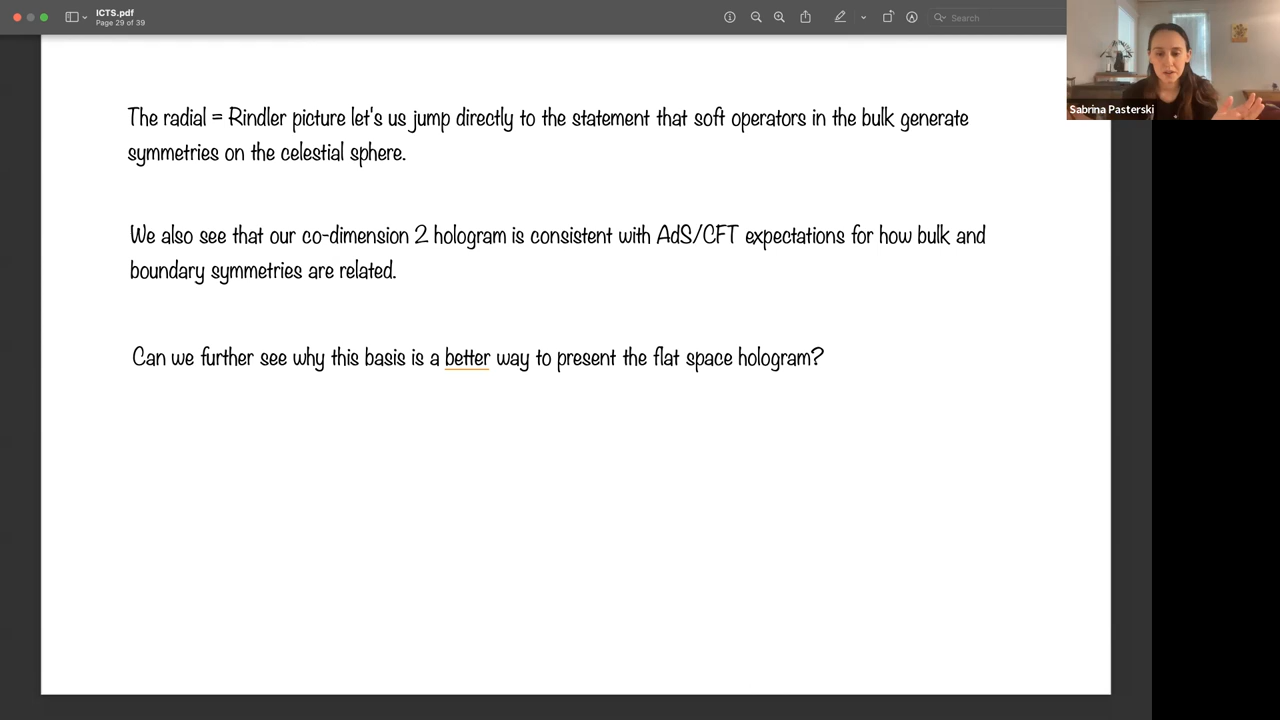 ICTS.pdf
Page 29 of 39
Search
Sabrina Pasterski
The radial = Rindler picture let's us jump directly to the statement that soft operators in the bulk generate
symmetries on the celestial sphere.
We also see that our co-dimension 2 hologram is consistent with AdS/CFT expectations for how bulk and
boundary symmetries are related.
Can we further see why this basis is a better way to present the flat space hologram?